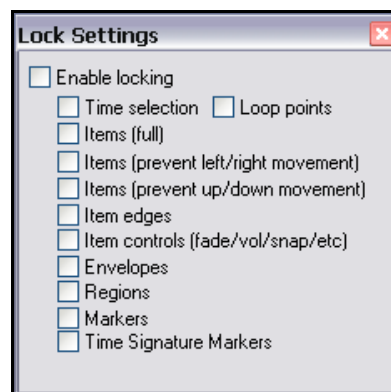 Lock Settings
Enable locking
Time selection Loop points
Items (full)
Items (prevent left/right movement)
Items (prevent up/down movement)
Item edges
Item controls (fade/vol/snap/etc)
Envelopes
Regions
Markers
Time Signature Markers